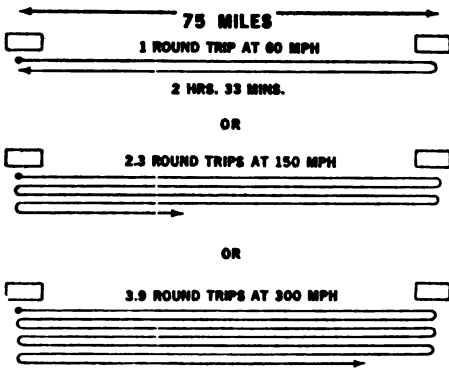 75 MILES
1 ROUND TRIP AT 60 MPH
2 HRS. 33 MINS.
OR
2.3 ROUND TRIPS AT 150 MPH
OR
3.9 ROUND TRIPS AT 300 MPH